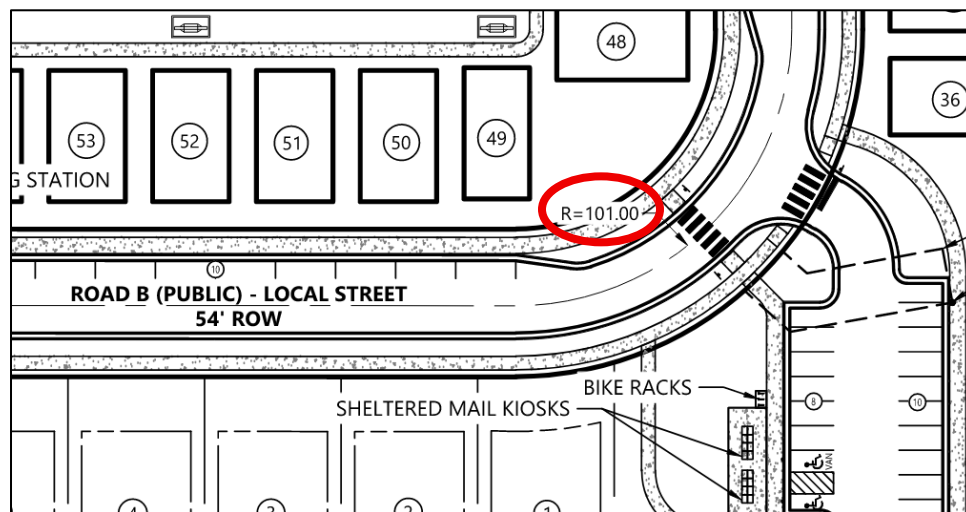 48
53
52
51
50
49
36
G STATION
R=101.00
10
ROAD B (PUBLIC) - LOCAL STREET
54' ROW
BIKE RACKS
SHELTERED MAIL KIOSKS
8
10
VAN
4
3
2
1